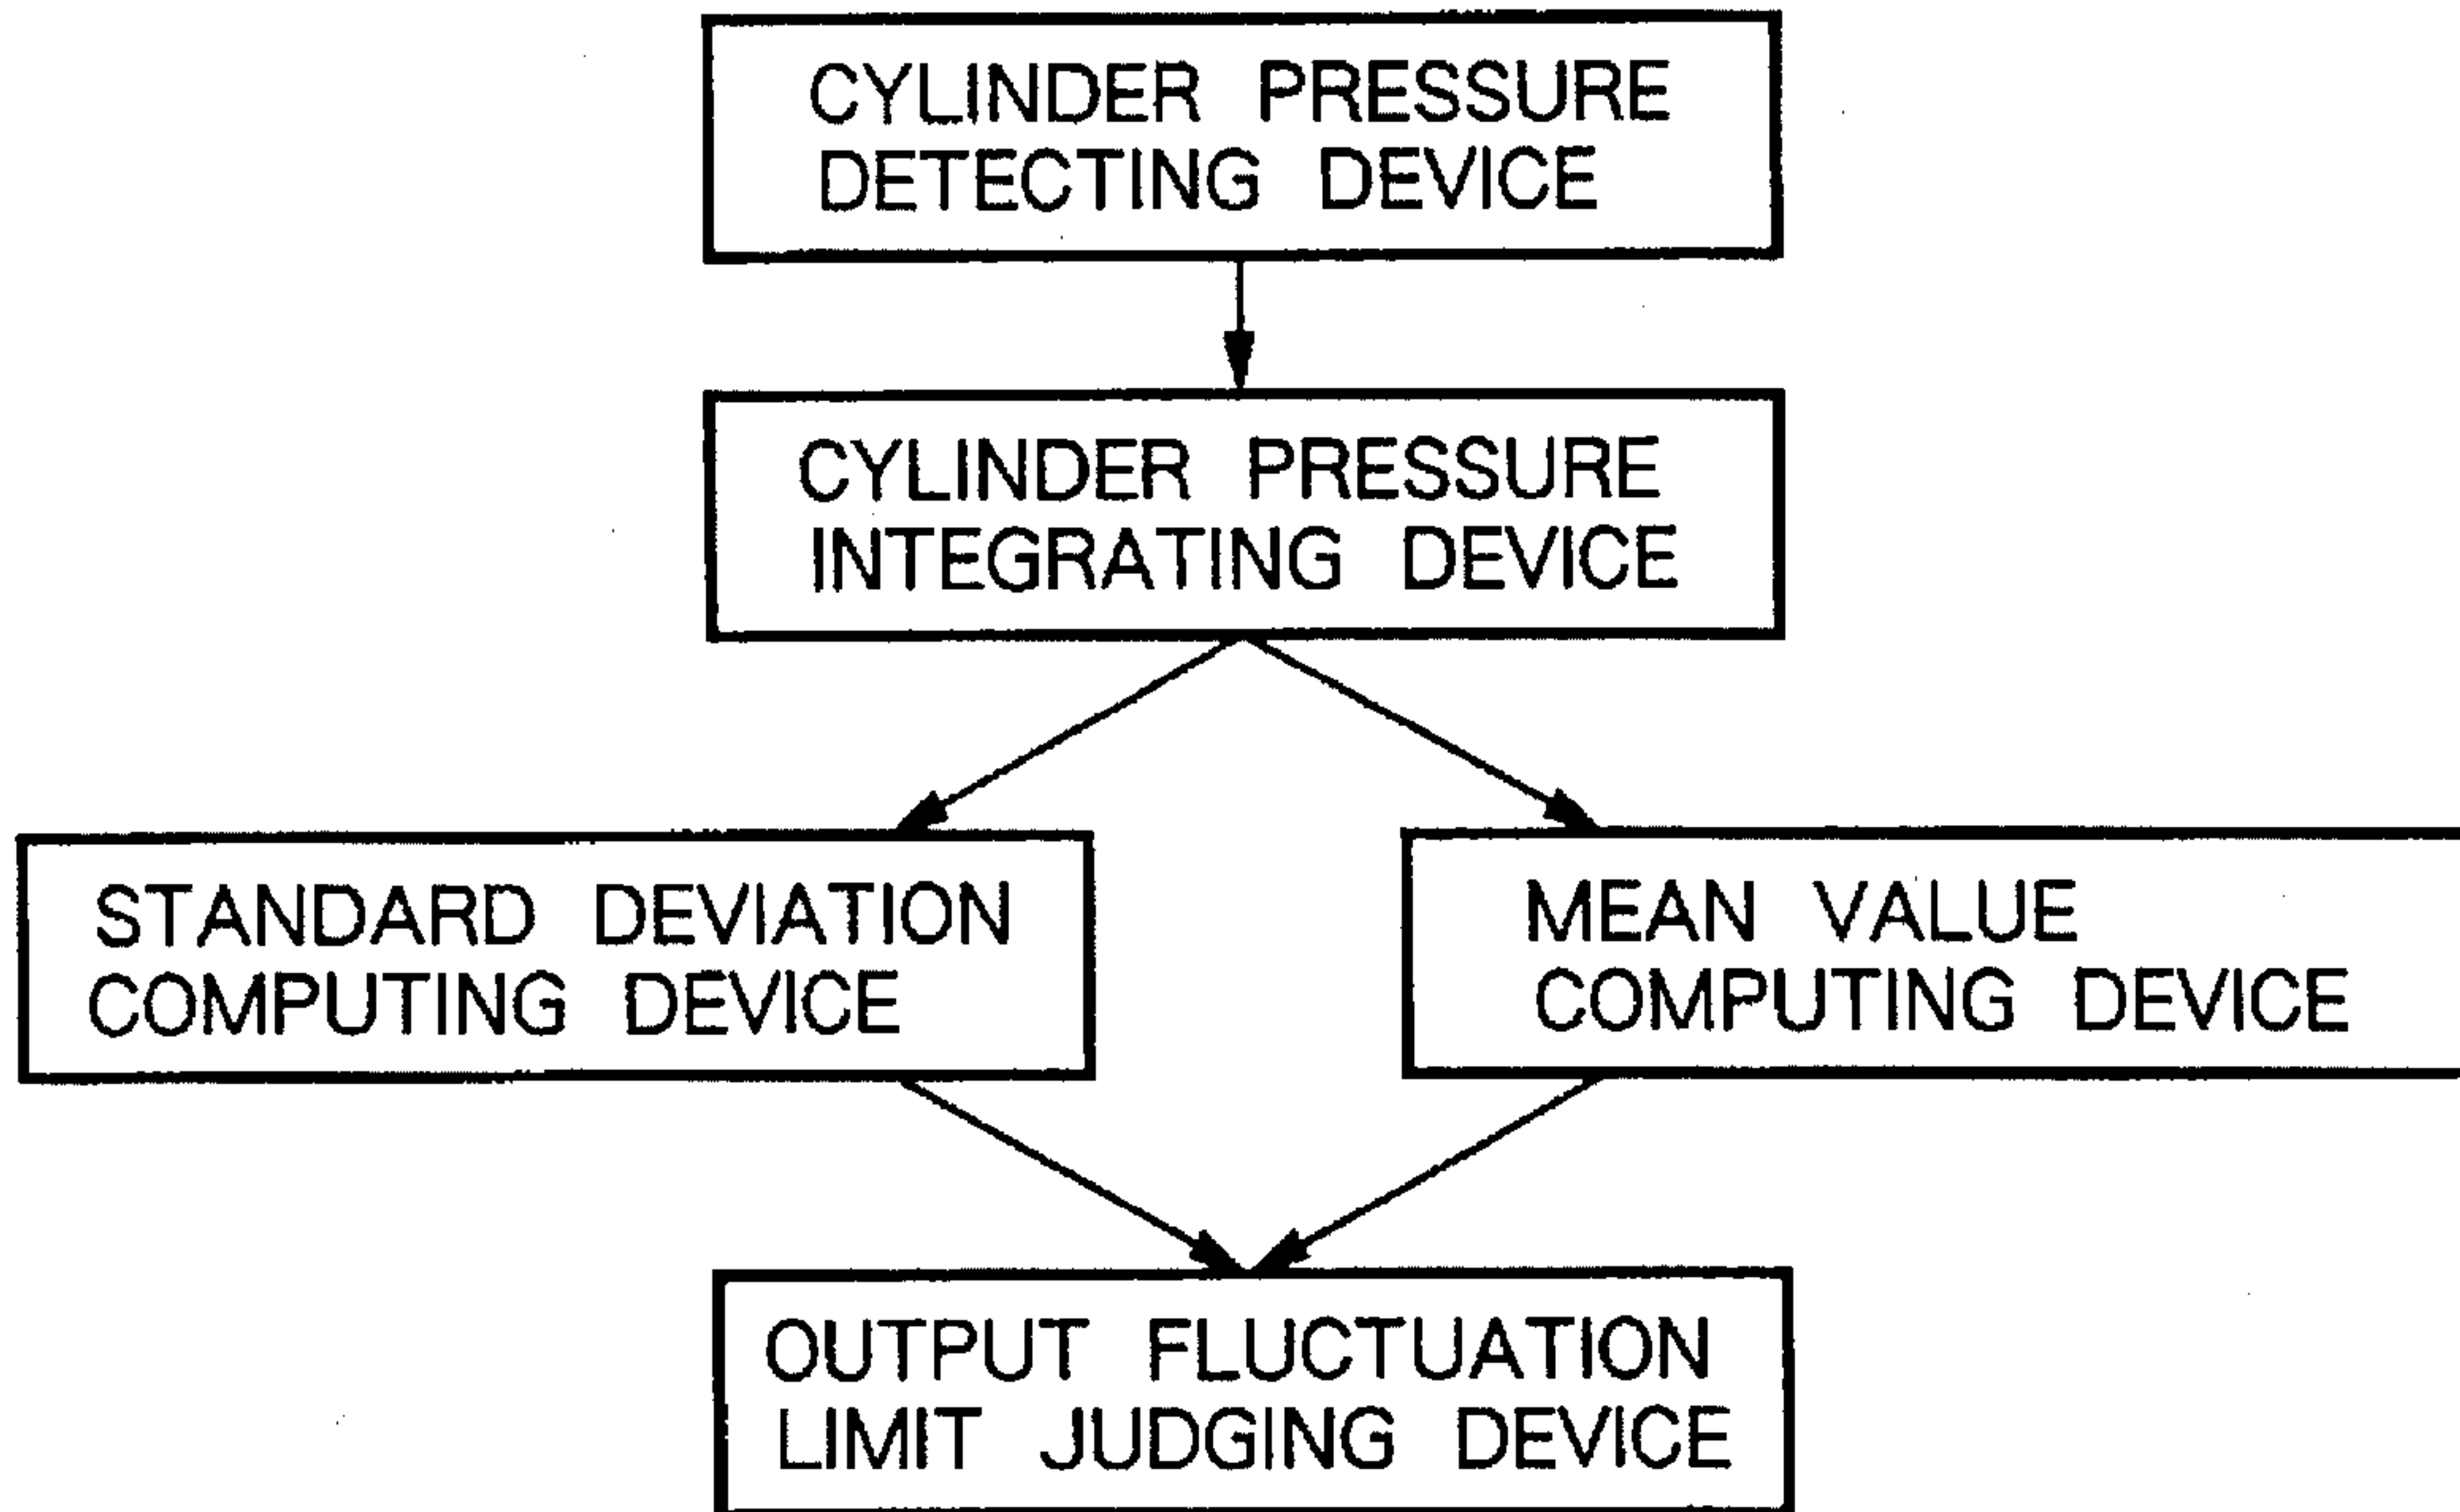 CYLINDER PRESSURE
DETECTING DEVICE
CYLINDER PRESSURE
INTEGRATING DEVICE
STANDARD DEVIATION
COMPUTING DEVICE
MEAN VALUE
COMPUTING DEVICE
OUTPUT FLUCTUATION
LIMIT JUDGING DEVICE